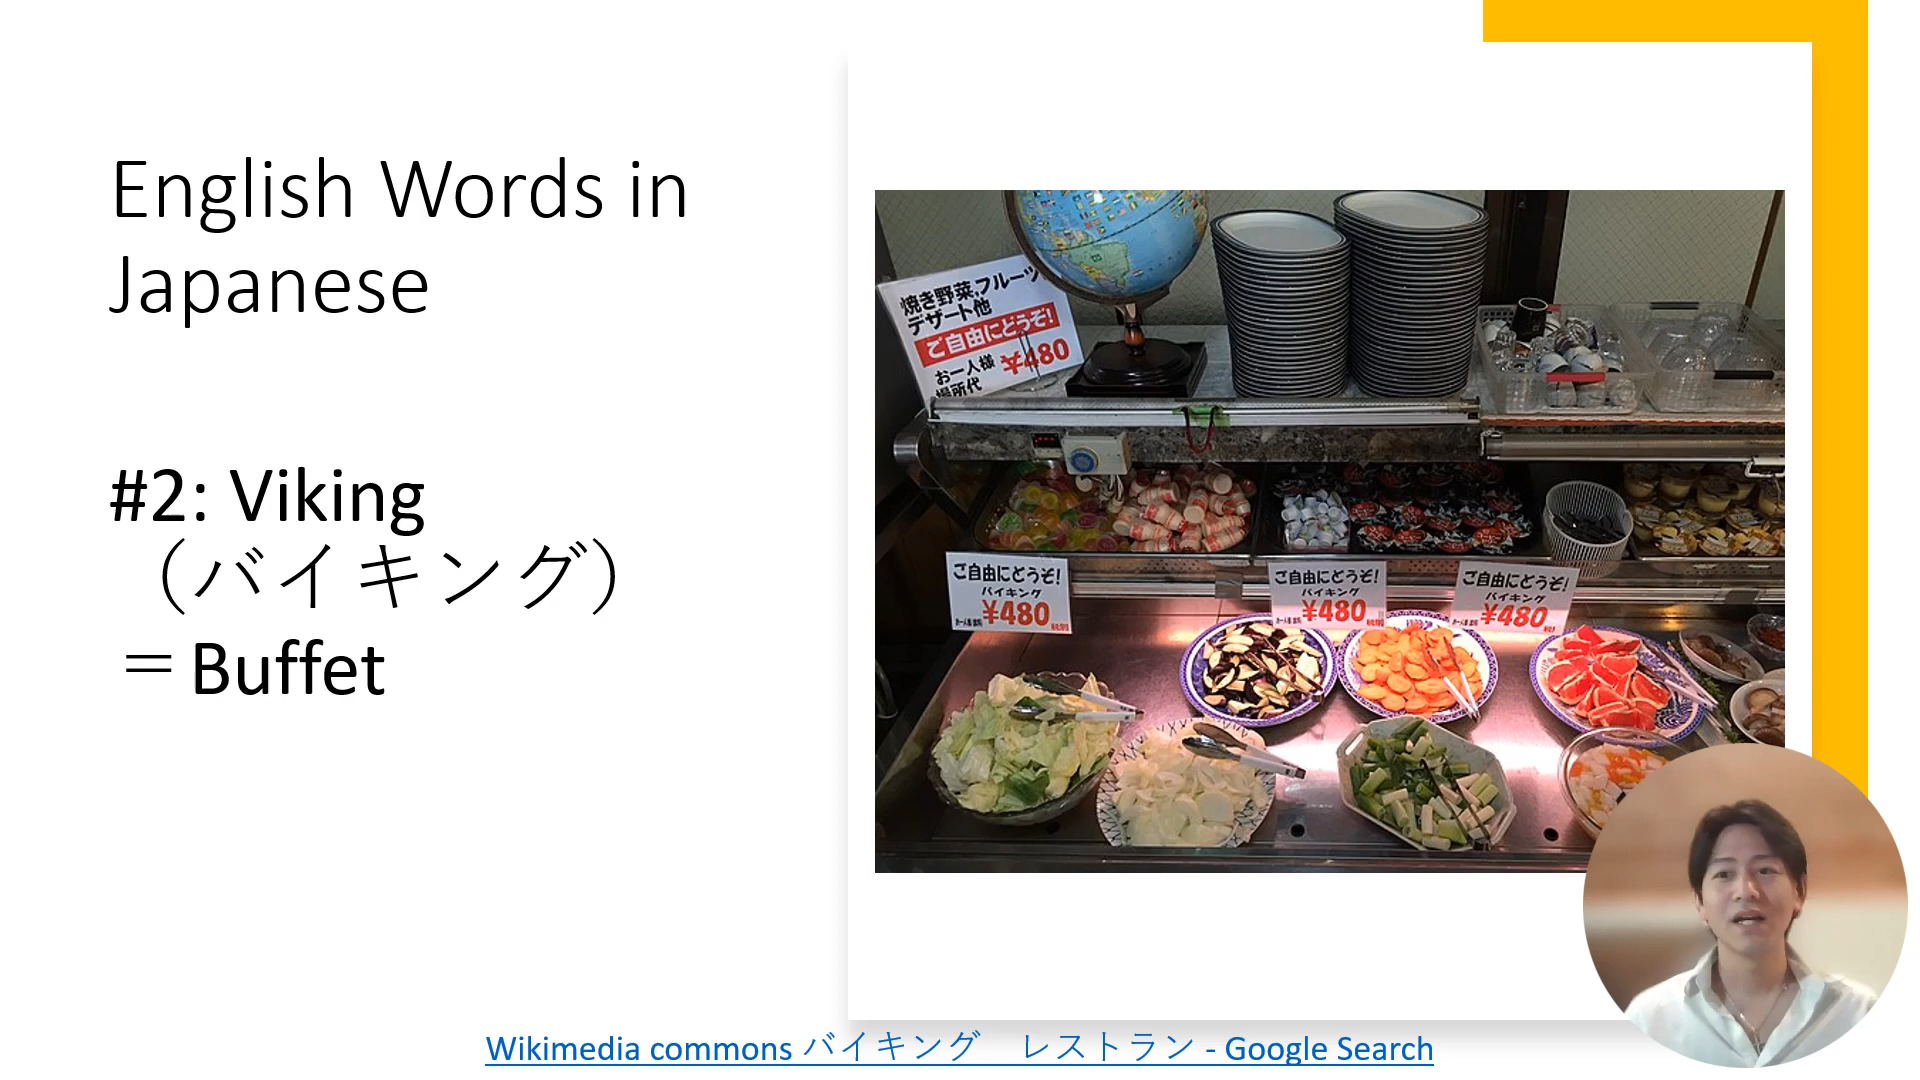 English Words in
Japanese
#2: Viking
（バイキング）
＝Buffet
焼き野菜,フルーツ
デザート他
ご自由にどうぞ!
お一人様 ¥480
場所代
ご自由にどうぞ!
バイキング
¥480
ご自由にどうぞ!
バイキング
¥480
ご自由にどうぞ!
バイキング
¥480
Wikimedia commons バイキング　レストラン - Google Search